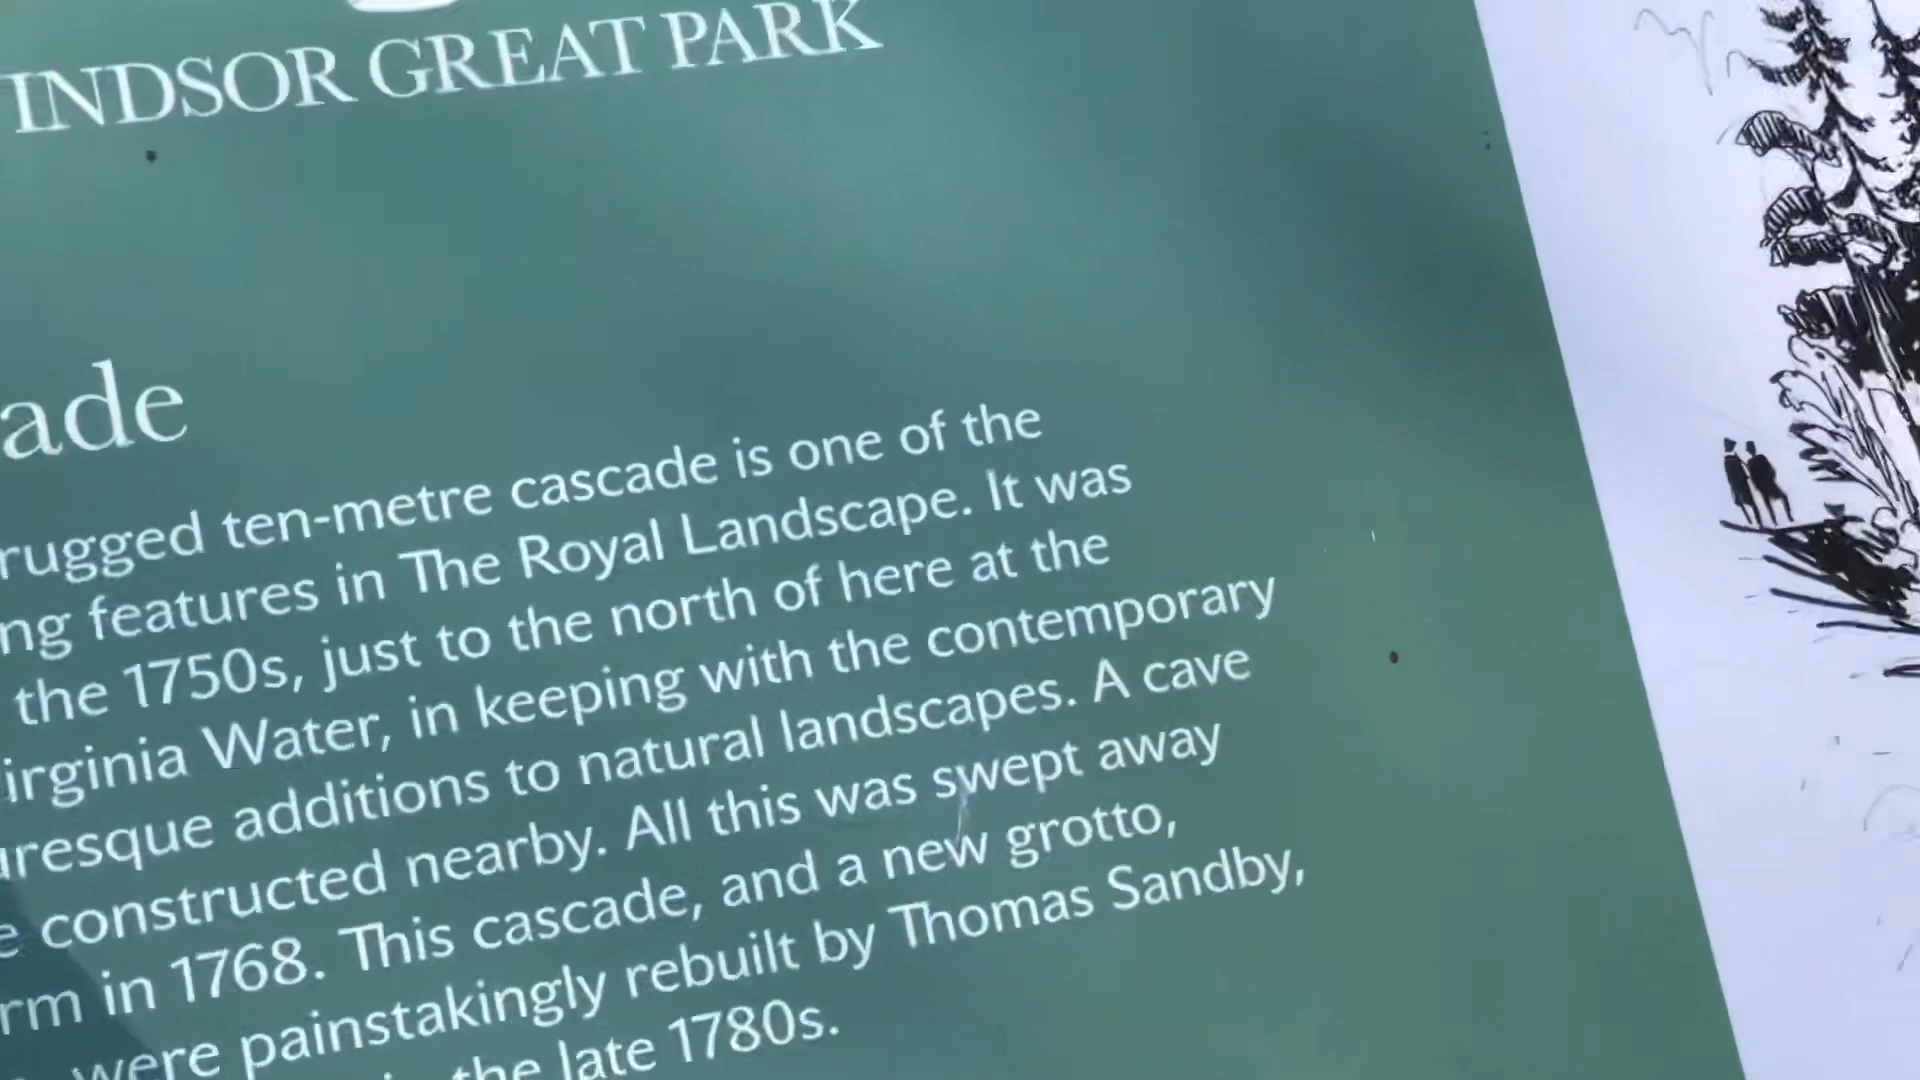 INDSOR GREAT PARK
ade
rugged ten-metre cascade is one of the
ng features in The Royal Landscape. It was
the 1750s, just to the north of here at the
irginia Water, in keeping with the contemporary
uresque additions to natural landscapes. A cave
e constructed nearby. All this was swept away
rm in 1768. This cascade, and a new grotto,
were painstakingly rebuilt by Thomas Sandby,
the late 1780s.